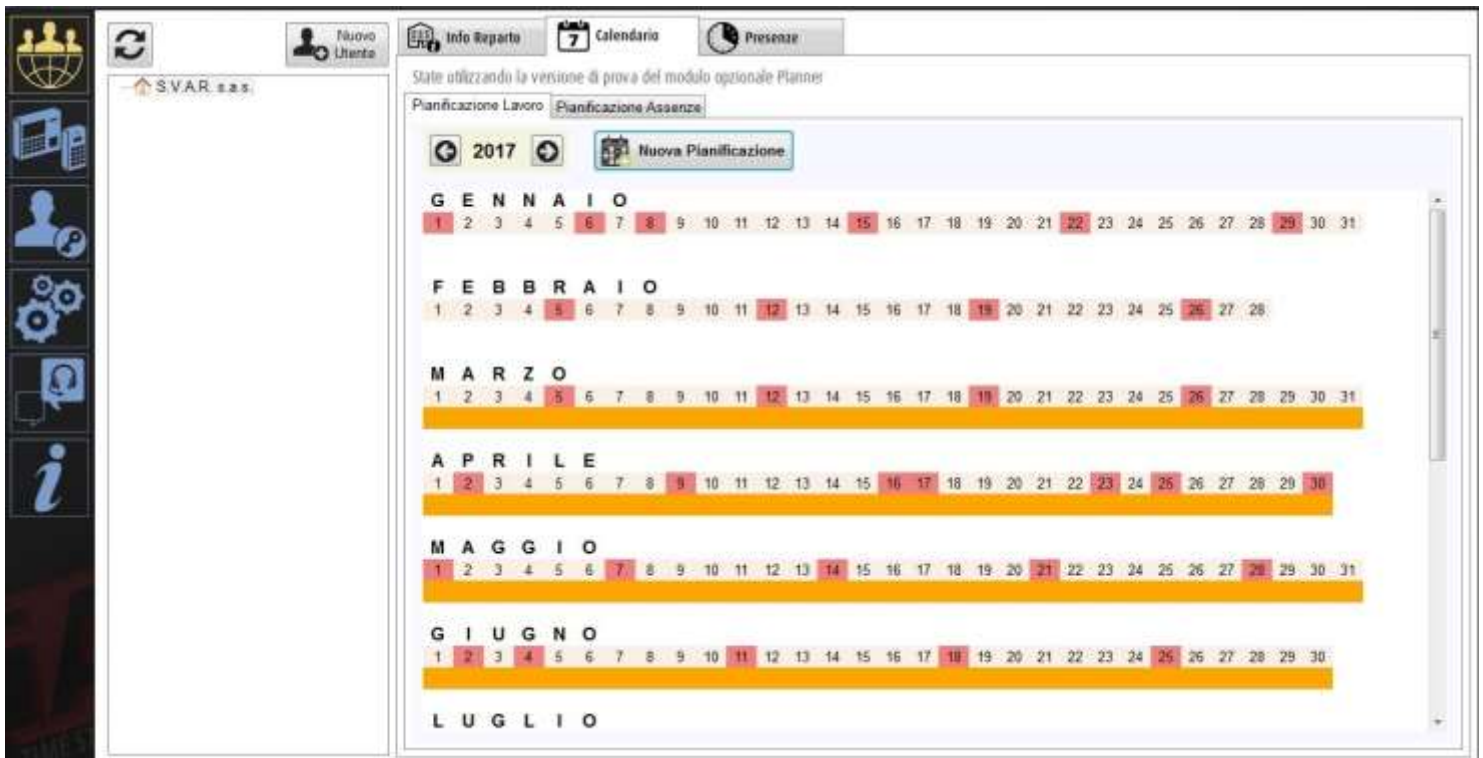 Nuovo
Utente
S.V.A.R. s.a.s.
Info Reparto
7
Calendario
Presenze
State utilizzando la versione di prova del modulo opzionale Planner
Pianificazione Lavoro
Pianificazione Assenze
2017
Nuova Pianificazione
GENNAIO
1 2 3 4 5 6 7 8 9 10 11 12 13 14 15 16 17 18 19 20 21 22 23 24 25 26 27 28 29 30 31
FEBBRAIO
1 2 3 4 5 6 7 8 9 10 11 12 13 14 15 16 17 18 19 20 21 22 23 24 25 26 27 28
MARZO
1 2 3 4 5 6 7 8 9 10 11 12 13 14 15 16 17 18 19 20 21 22 23 24 25 26 27 28 29 30 31
APRILE
1 2 3 4 5 6 7 8 9 10 11 12 13 14 15 16 17 18 19 20 21 22 23 24 25 26 27 28 29 30
MAGGIO
1 2 3 4 5 6 7 8 9 10 11 12 13 14 15 16 17 18 19 20 21 22 23 24 25 26 27 28 29 30 31
GIUGNO
1 2 3 4 5 6 7 8 9 10 11 12 13 14 15 16 17 18 19 20 21 22 23 24 25 26 27 28 29 30
LUGLIO